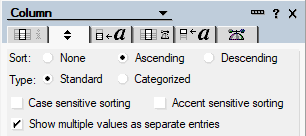 Column
Sort: None Ascending Descending
Type: Standard Categorized
Case sensitive sorting Accent sensitive sorting
Show multiple values as separate entries